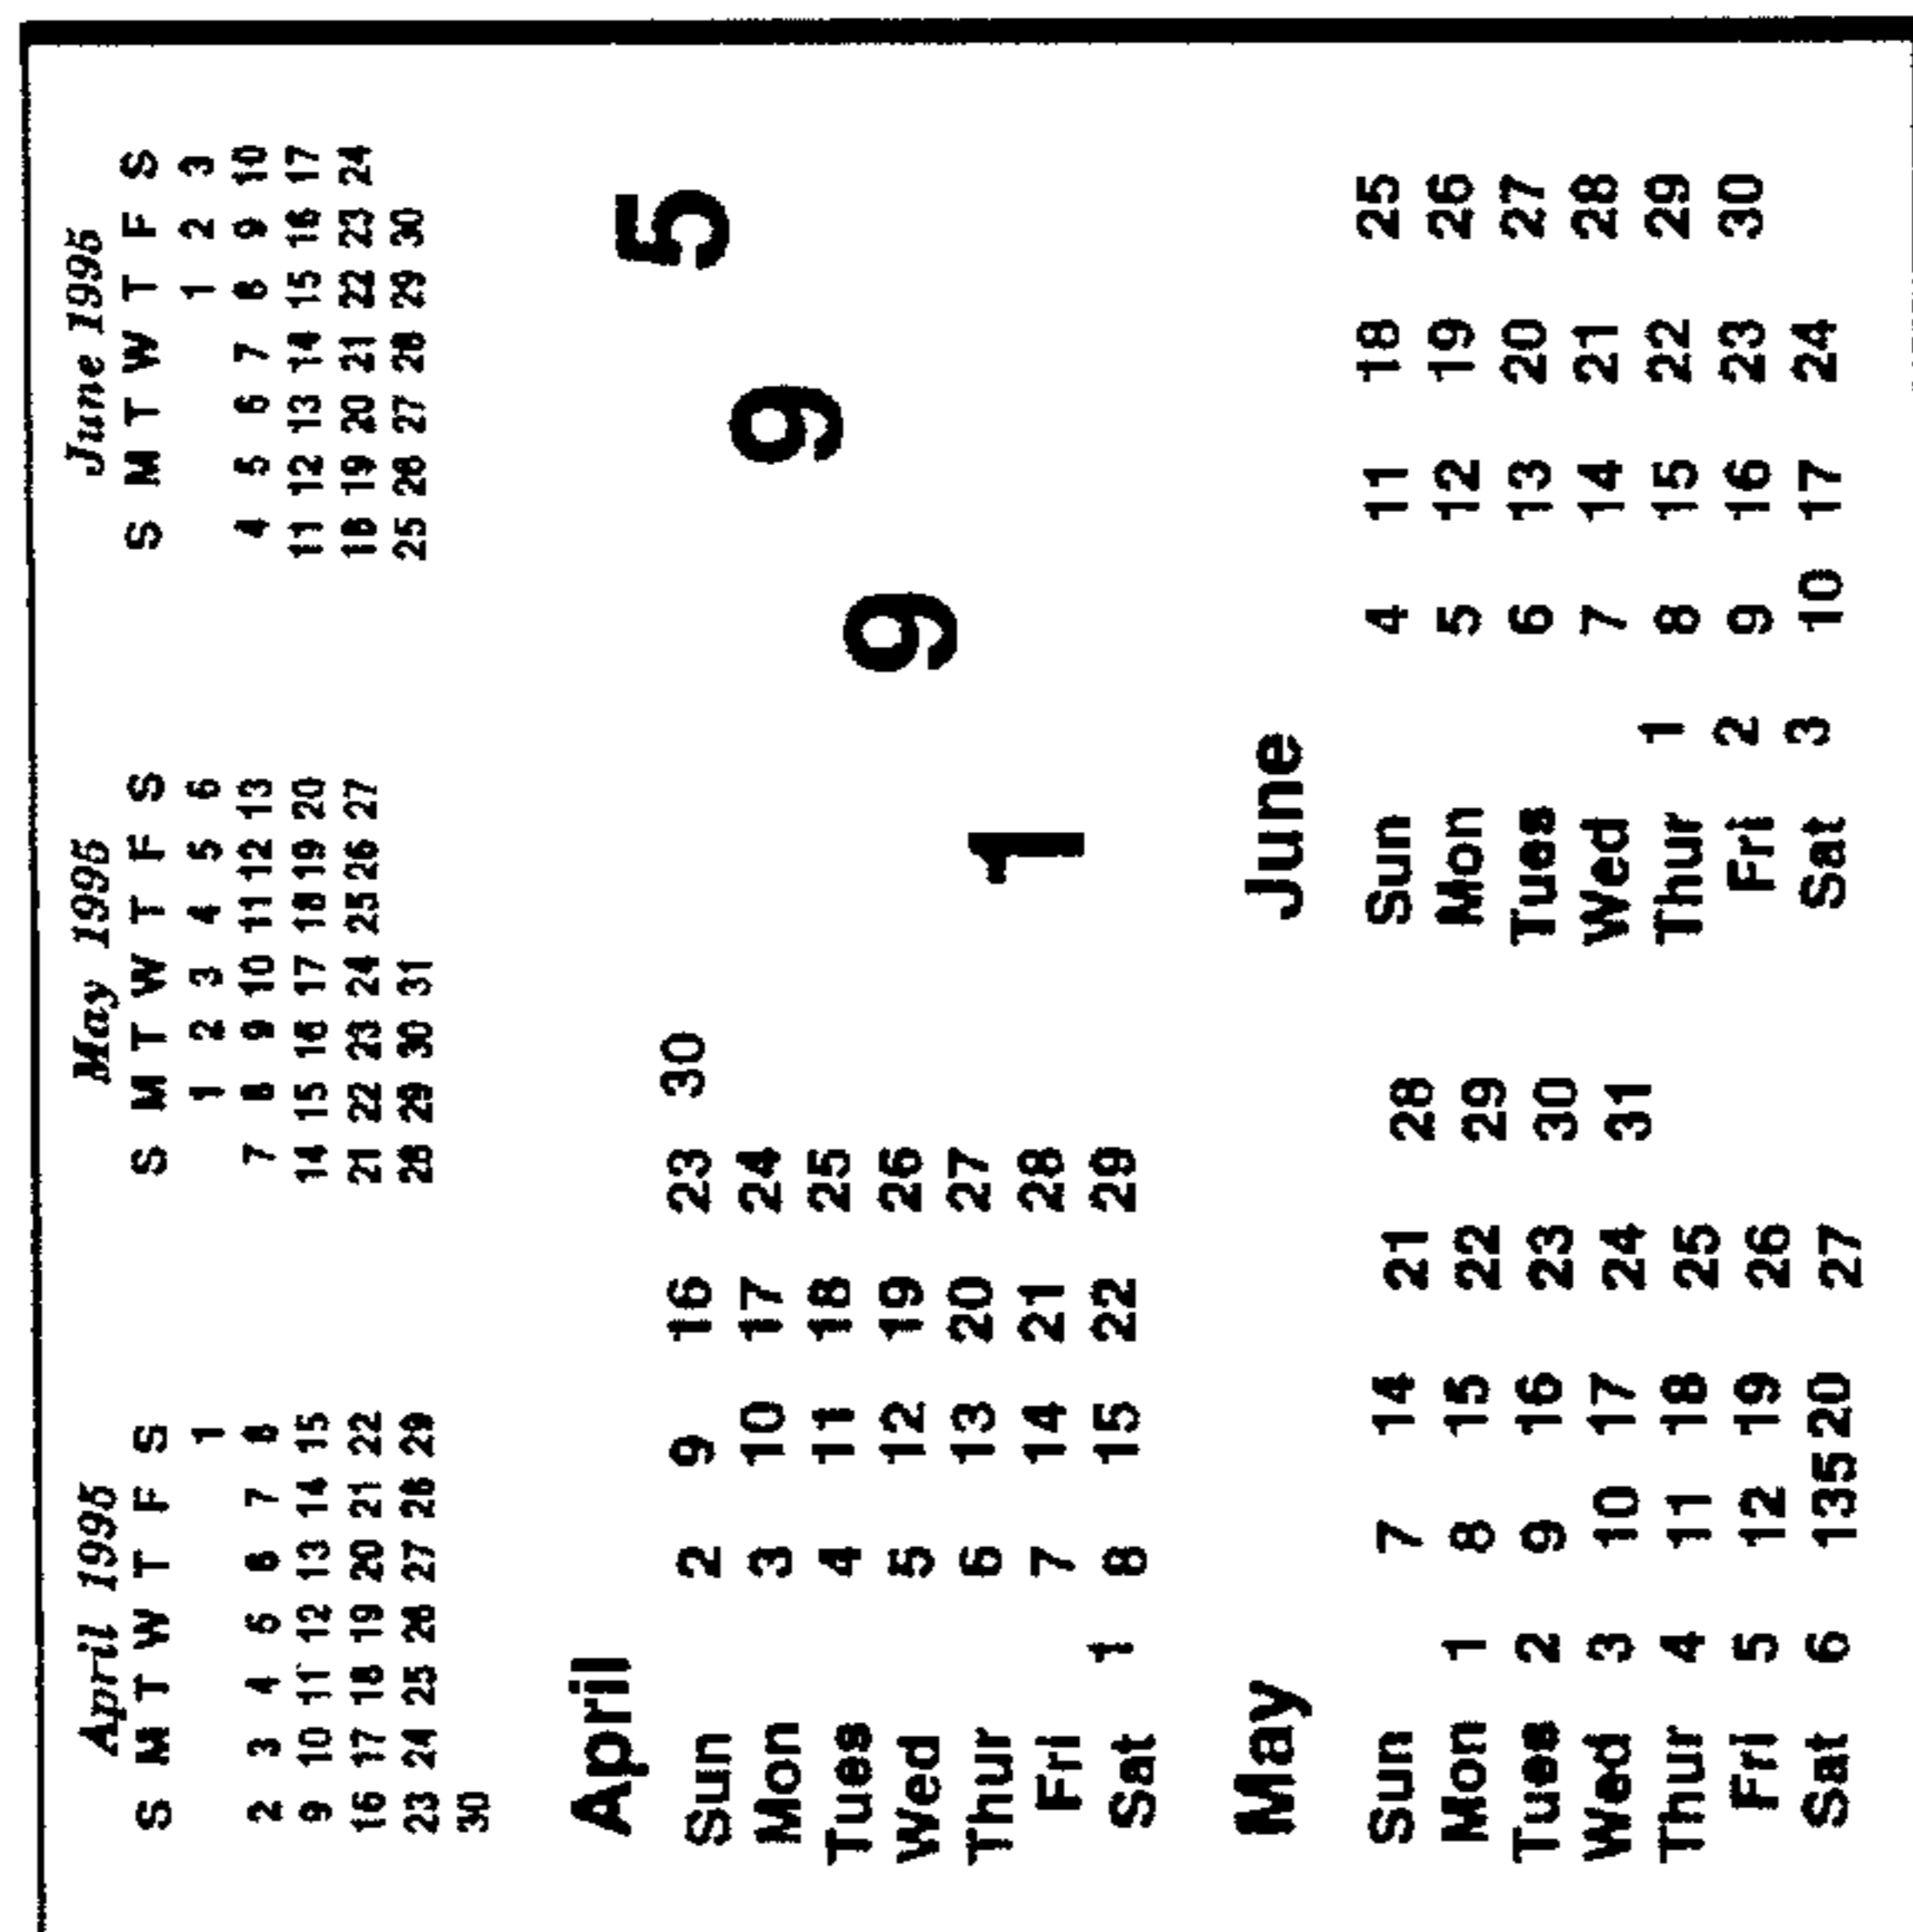 April 1995 May 1995 June 1995
S M T W T F S S M T W T F S S M T W T F S
1 1 2 3 4 5 6 1 2 3
2 3 4 5 6 7 8 7 8 9 10 11 12 13 4 5 6 7 8 9 10
9 10 11 12 13 14 15 14 15 16 17 18 19 20 11 12 13 14 15 16 17
16 17 18 19 20 21 22 21 22 23 24 25 26 27 18 19 20 21 22 23 24
23 24 25 26 27 28 29 28 29 30 31 25 26 27 28 29 30
30
April
Sun 2 9 16 23 30
Mon 3 10 17 24
Tues 4 11 18 25
Wed 5 12 19 26
Thur 6 13 20 27
Fri 7 14 21 28
Sat 1 8 15 22 29
1 9 9 5
May
Sun 7 14 21 28
Mon 1 8 15 22 29
Tues 2 9 16 23 30
Wed 3 10 17 24 31
Thur 4 11 18 25
Fri 5 12 19 26
Sat 6 135 20 27
June
Sun 4 11 18 25
Mon 5 12 19 26
Tues 6 13 20 27
Wed 7 14 21 28
Thur 1 8 15 22 29
Fri 2 9 16 23 30
Sat 3 10 17 24